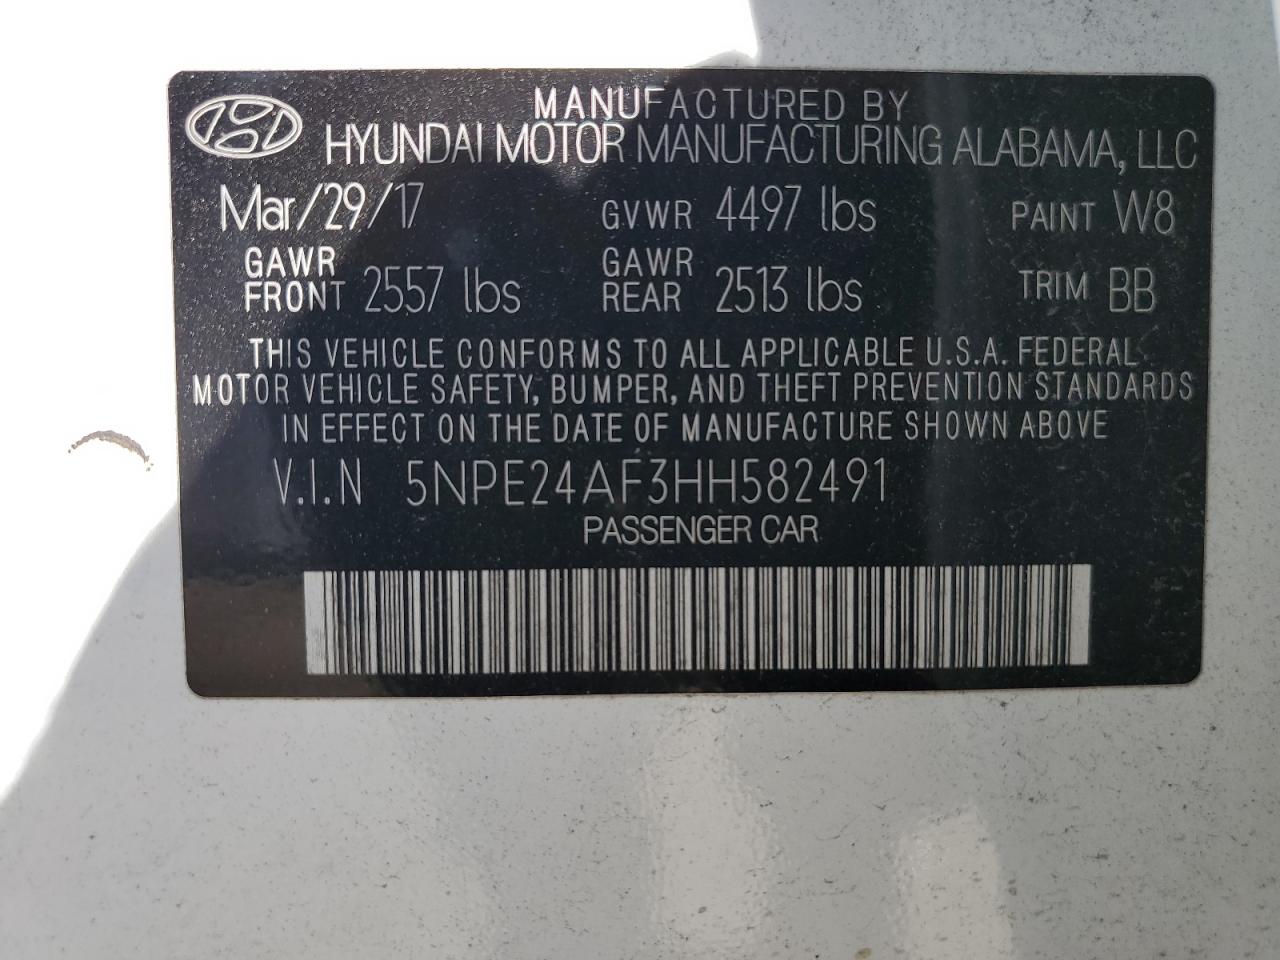 MANUFACTURED BY
HYUNDAI MOTOR MANUFACTURING ALABAMA, LLC
Mar/29/17 GVWR 4497 lbs PAINT W8
GAWR FRONT 2557 lbs GAWR REAR 2513 lbs TRIM BB
THIS VEHICLE CONFORMS TO ALL APPLICABLE U.S.A. FEDERAL
MOTOR VEHICLE SAFETY, BUMPER, AND THEFT PREVENTION STANDARDS
IN EFFECT ON THE DATE OF MANUFACTURE SHOWN ABOVE
V.I.N 5NPE24AF3HH582491
PASSENGER CAR